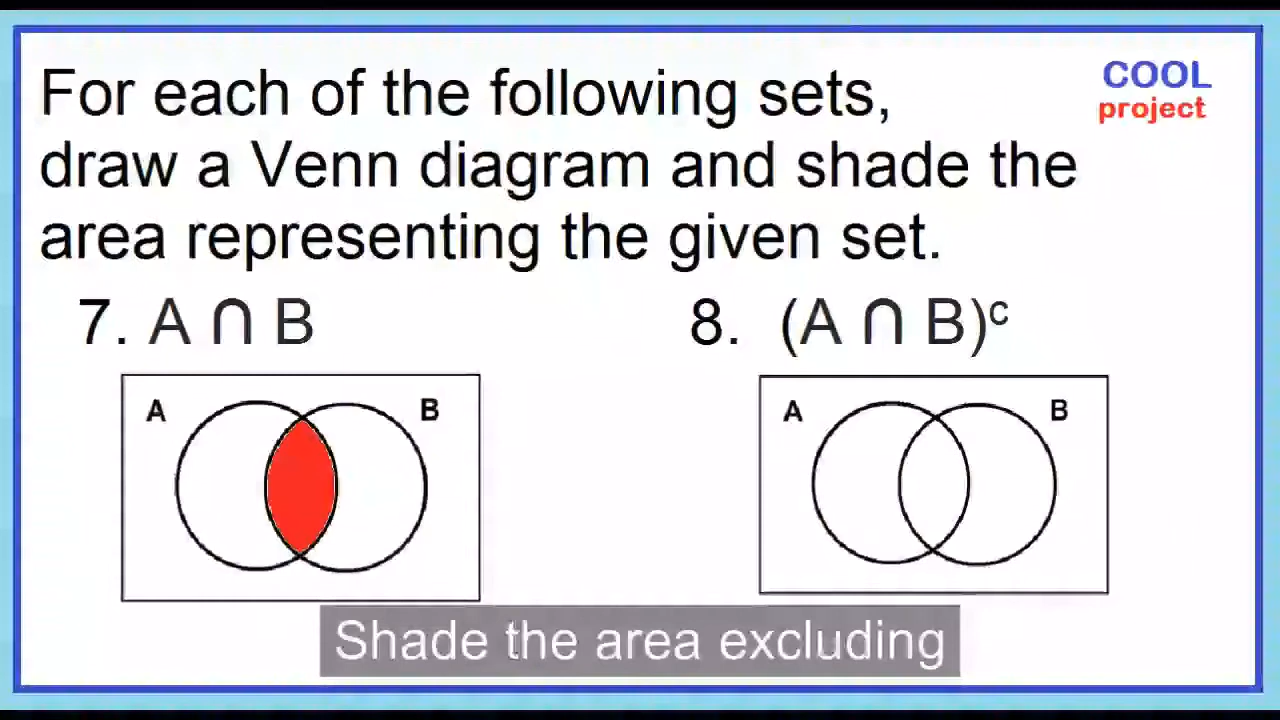 For each of the following sets,
draw a Venn diagram and shade the
area representing the given set.
COOL
project
7. A ∩ B
8. (A ∩ B)ᶜ
A
B
A
B
Shade the area excluding